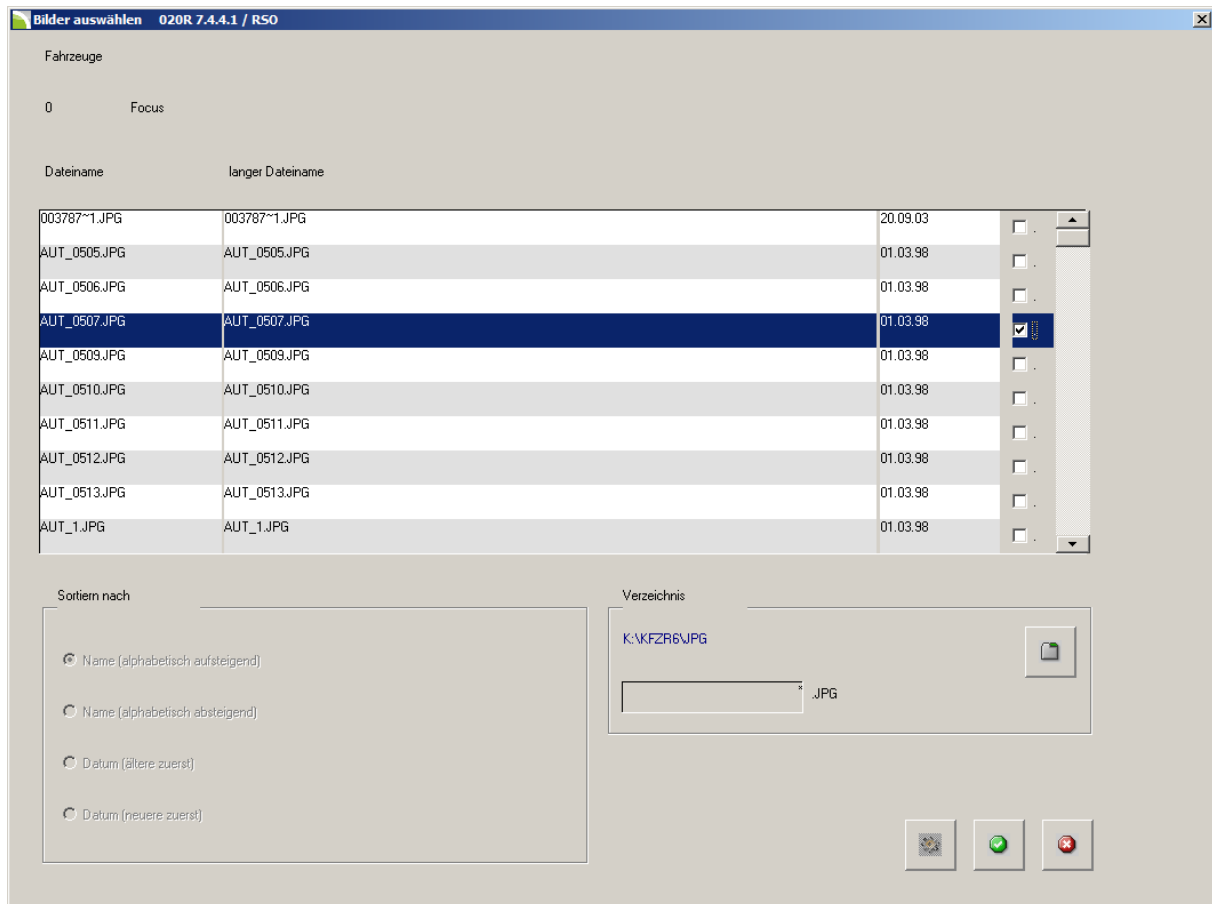 Bilder auswählen 020R 7.4.4.1 / RSO
Fahrzeuge
0 Focus
Dateiname langer Dateiname
003787~1.JPG 003787~1.JPG 20.09.03 .
AUT_0505.JPG AUT_0505.JPG 01.03.98 .
AUT_0506.JPG AUT_0506.JPG 01.03.98 .
AUT_0507.JPG AUT_0507.JPG 01.03.98
AUT_0509.JPG AUT_0509.JPG 01.03.98 .
AUT_0510.JPG AUT_0510.JPG 01.03.98 .
AUT_0511.JPG AUT_0511.JPG 01.03.98 .
AUT_0512.JPG AUT_0512.JPG 01.03.98 .
AUT_0513.JPG AUT_0513.JPG 01.03.98 .
AUT_1.JPG AUT_1.JPG 01.03.98 .
Sortiern nach
Name (alphabetisch aufsteigend)
Name (alphabetisch absteigend)
Datum (ältere zuerst)
Datum (neuere zuerst)
Verzeichnis
K:\KFZR6\JPG
* .JPG